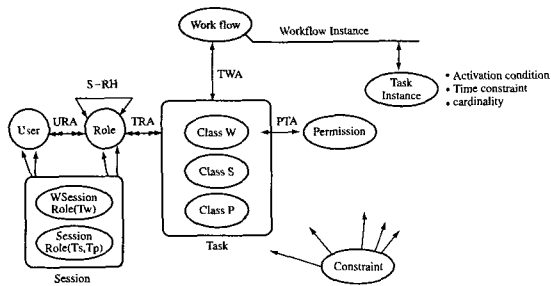 Work flow
Workflow Instance
TWA
Task
Instance
• Activation condition
• Time constraint
• cardinality
S-RH
User
URA
Role
TRA
Class W
PTA
Permission
Class S
Class P
WSession
Role(Tw)
Session
Role(Ts,Tp)
Task
Session
Constraint